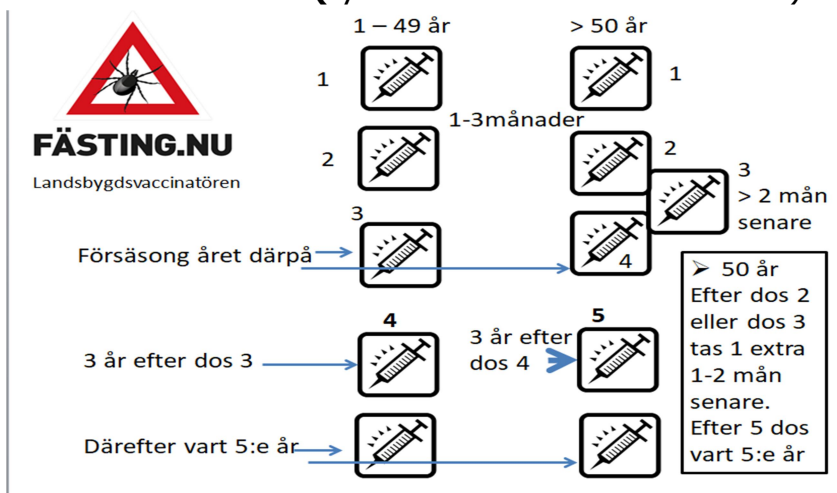 1 – 49 år
> 50 år
1
1
1-3månader
FÄSTING.NU
2
2
3
> 2 mån
senare
Landsbygdsvaccinatören
3
Försäsong året därpå
4
➤ 50 år
Efter dos 2
eller dos 3
tas 1 extra
1-2 mån
senare.
Efter 5 dos
vart 5:e år
4
5
3 år efter dos 3
3 år efter
dos 4
Därefter vart 5:e år